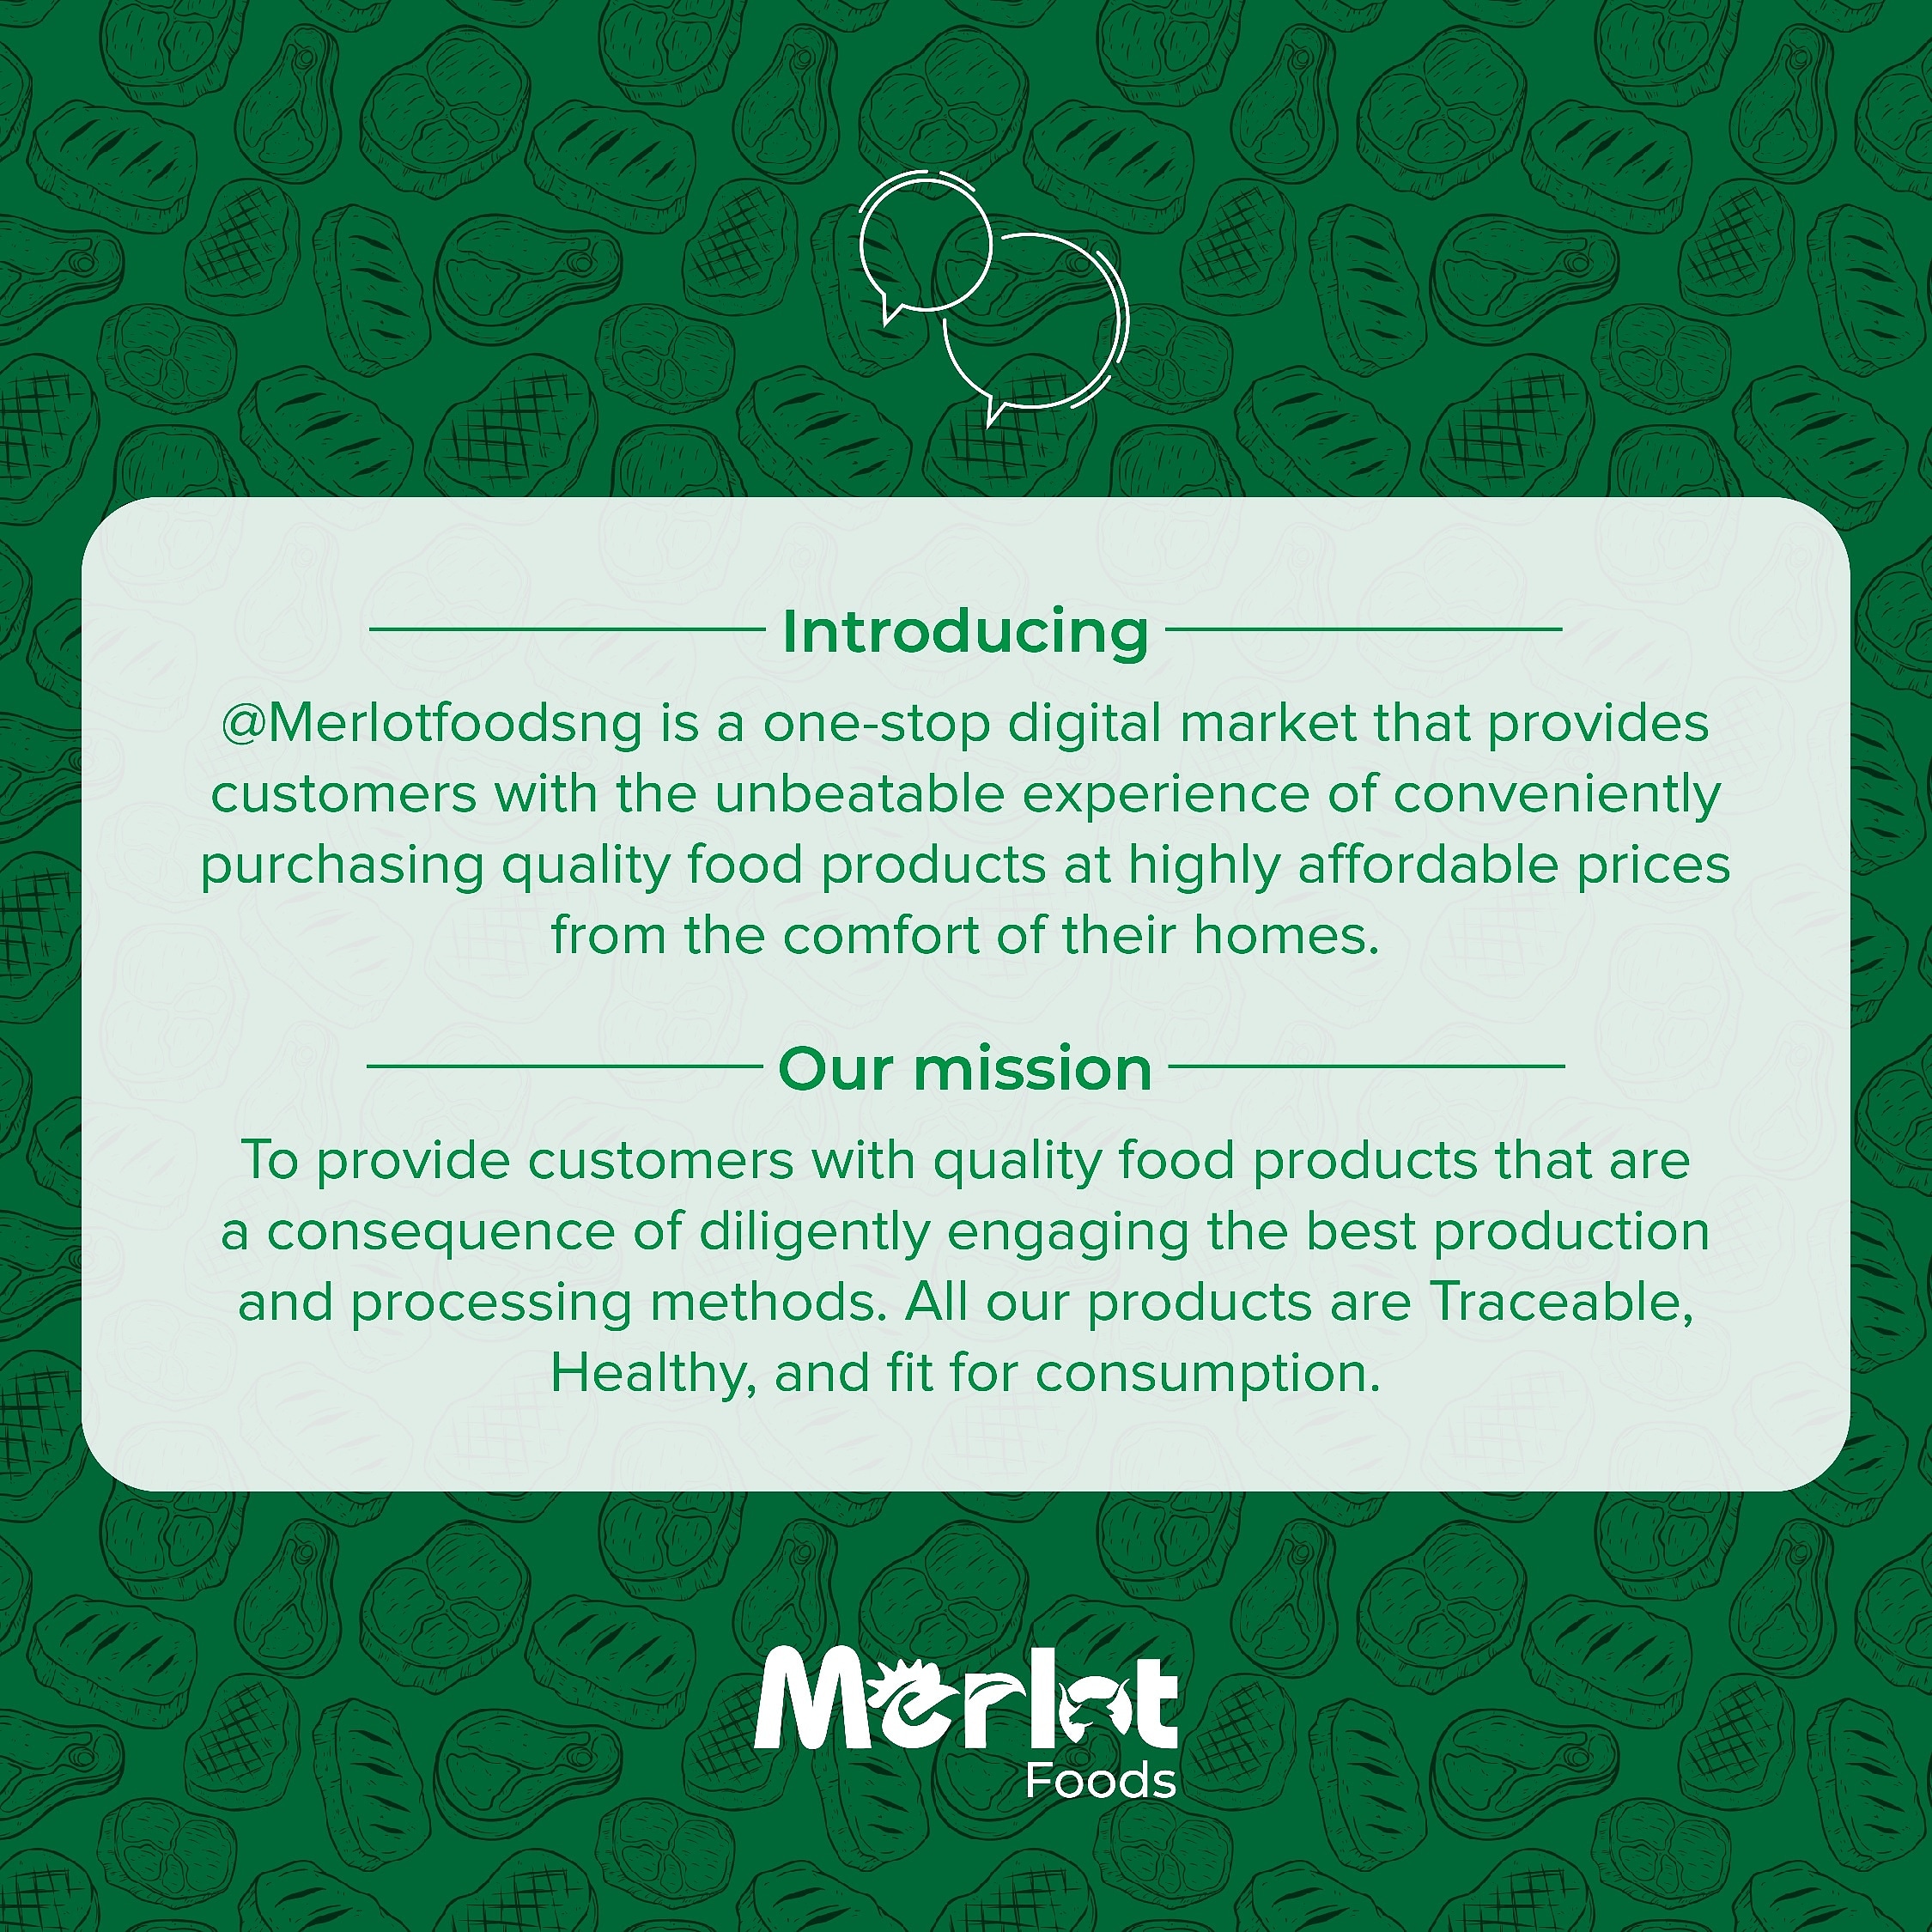 Introducing
@Merlotfoodsng is a one-stop digital market that provides
customers with the unbeatable experience of conveniently
purchasing quality food products at highly affordable prices
from the comfort of their homes.
Our mission
To provide customers with quality food products that are
a consequence of diligently engaging the best production
and processing methods. All our products are Traceable,
Healthy, and fit for consumption.
Merlot
Foods